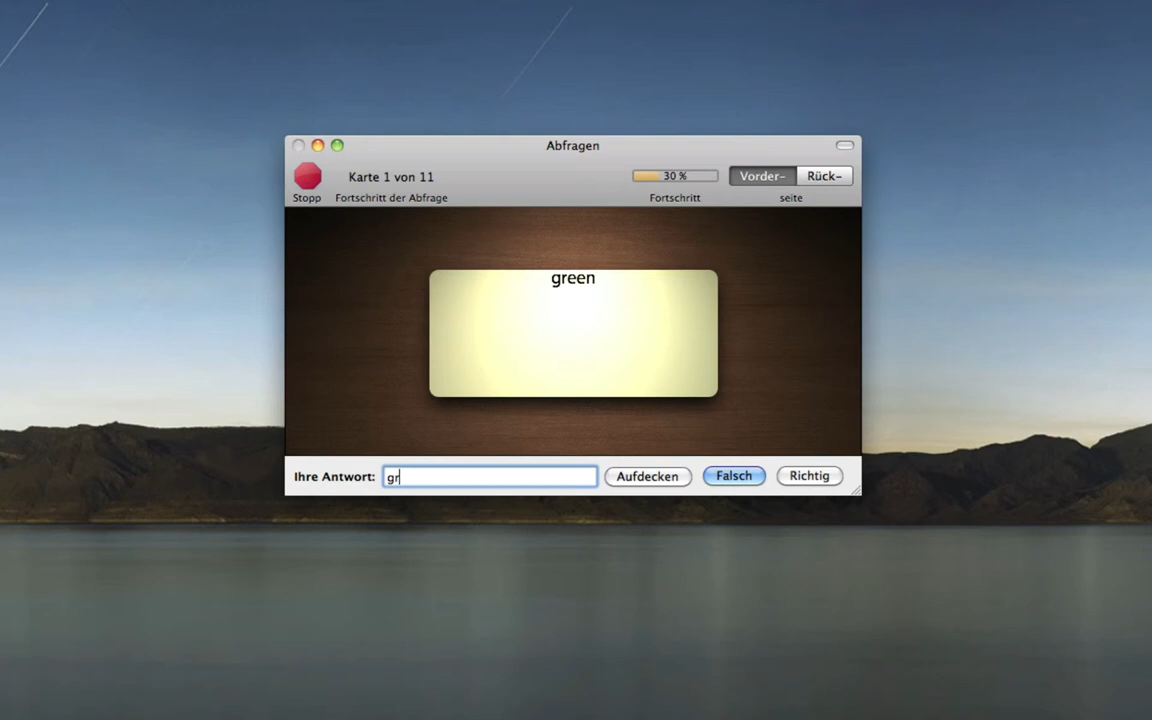 Abfragen
Karte 1 von 11
30 %
Vorder-
Rück-
Stopp
Fortschritt der Abfrage
Fortschritt
seite
green
Ihre Antwort:
gr
Aufdecken
Falsch
Richtig